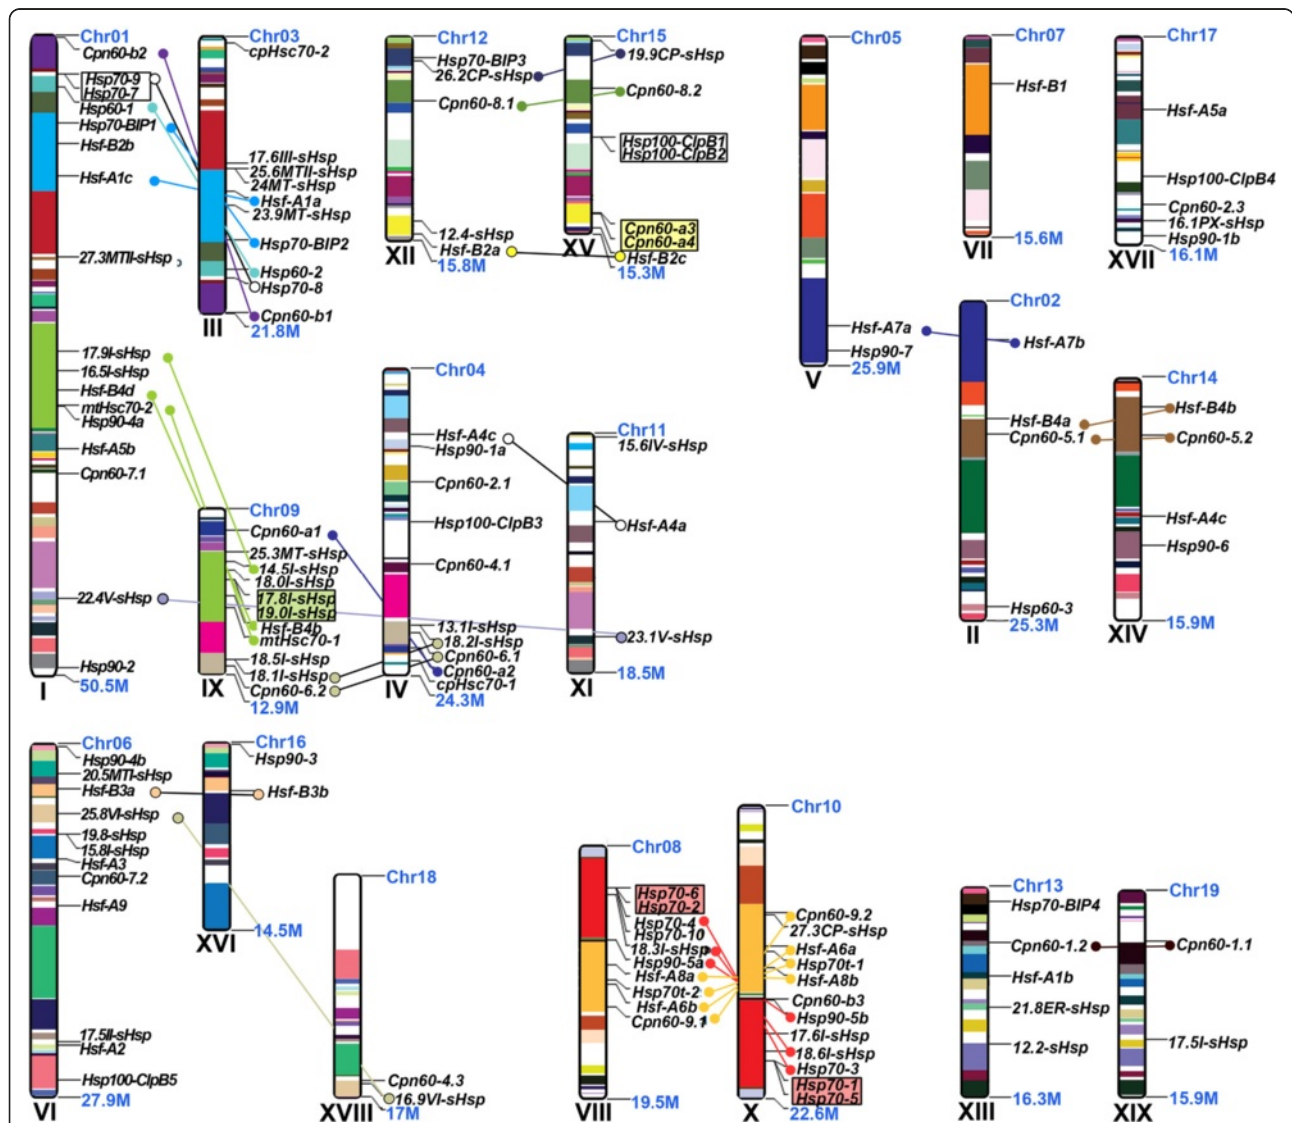 Chr01
Cpn60-b2
Hsp70-9
Hsp70-7
Hsp60-1
Hsp70-BIP1
Hsf-B2b
Hsf-A1c
27.3MTII-sHsp
17.9I-sHsp
16.5I-sHsp
Hsf-B4d
mtHsc70-2
Hsp90-4a
Hsf-A5b
Cpn60-7.1
22.4V-sHsp
Hsp90-2
50.5M
I
Chr03
cpHsc70-2
17.6III-sHsp
25.6MTII-sHsp
24MT-sHsp
Hsf-A1a
23.9MT-sHsp
Hsp70-BIP2
Hsp60-2
Hsp70-8
Cpn60-b1
21.8M
III
Chr12
Hsp70-BIP3
26.2CP-sHsp
Cpn60-8.1
12.4-sHsp
Hsf-B2a
15.8M
XII
Chr15
19.9CP-sHsp
Cpn60-8.2
Hsp100-ClpB1
Hsp100-ClpB2
Cpn60-a3
Cpn60-a4
Hsf-B2c
15.3M
XV
Chr05
Hsf-A7a
Hsp90-7
25.9M
V
Chr07
Hsf-B1
15.6M
VII
Chr17
Hsf-A5a
Hsp100-ClpB4
Cpn60-2.3
16.1PX-sHsp
Hsp90-1b
16.1M
XVII
Chr02
Hsf-A7b
Hsf-B4a
Cpn60-5.1
Hsp60-3
25.3M
II
Chr14
Hsf-B4b
Cpn60-5.2
Hsf-A4c
Hsp90-6
15.9M
XIV
Chr09
Cpn60-a1
25.3MT-sHsp
14.5I-sHsp
18.0I-sHsp
17.8I-sHsp
19.0I-sHsp
Hsf-B4b
mtHsc70-1
18.5I-sHsp
18.1I-sHsp
Cpn60-6.2
12.9M
IX
Chr04
Hsf-A4c
Hsp90-1a
Cpn60-2.1
Hsp100-ClpB3
Cpn60-4.1
13.1I-sHsp
18.2I-sHsp
Cpn60-6.1
Cpn60-a2
cpHsc70-1
24.3M
IV
Chr11
15.6IV-sHsp
Hsf-A4a
23.1V-sHsp
18.5M
XI
Chr06
Hsp90-4b
20.5MTI-sHsp
Hsf-B3a
25.8VI-sHsp
19.8-sHsp
15.8I-sHsp
Hsf-A3
Cpn60-7.2
Hsf-A9
17.5II-sHsp
Hsf-A2
Hsp100-ClpB5
27.9M
VI
Chr16
Hsp90-3
Hsf-B3b
14.5M
XVI
Chr18
Cpn60-4.3
16.9VI-sHsp
17M
XVIII
Chr08
Hsp70-6
Hsp70-2
Hsp70-4
Hsp70-10
18.3I-sHsp
Hsp90-5a
Hsf-A8a
Hsp70t-2
Hsf-A6b
Cpn60-9.1
19.5M
VIII
Chr10
Cpn60-9.2
27.3CP-sHsp
Hsf-A6a
Hsp70t-1
Hsf-A8b
Cpn60-b3
Hsp90-5b
17.6I-sHsp
18.6I-sHsp
Hsp70-3
Hsp70-1
Hsp70-5
22.6M
X
Chr13
Hsp70-BIP4
Cpn60-1.2
Hsf-A1b
21.8ER-sHsp
12.2-sHsp
16.3M
XIII
Chr19
Cpn60-1.1
17.5I-sHsp
15.9M
XIX